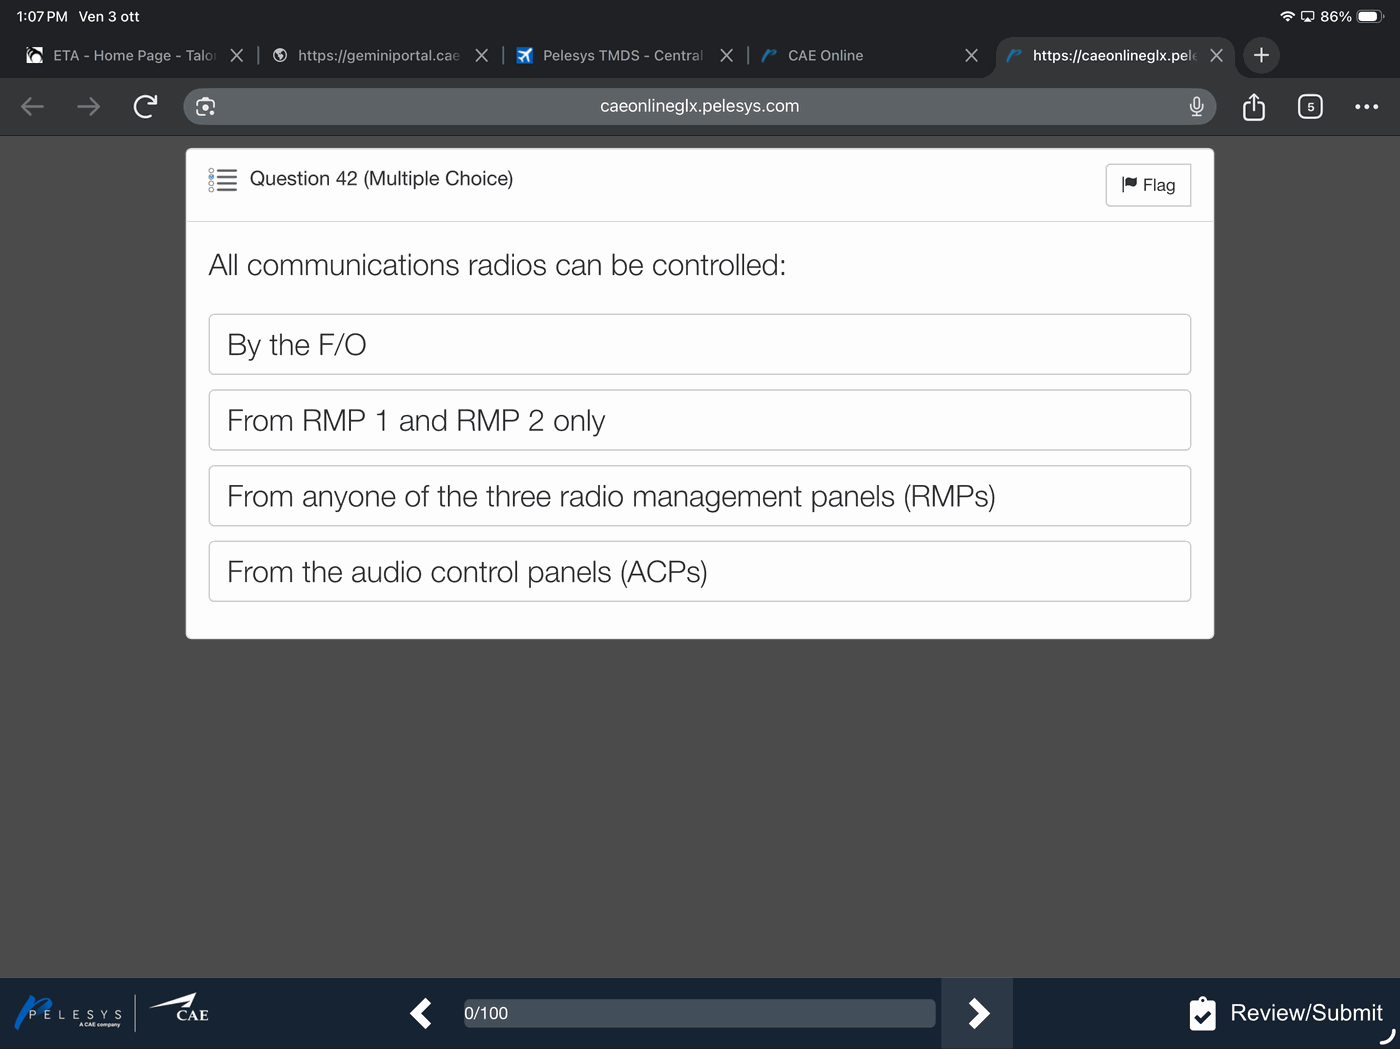 1:07 PM Ven 3 ott
86%
ETA - Home Page - Talo
https://geminiportal.cae
Pelesys TMDS - Central
CAE Online
https://caeonlineglx.pele
caeonlineglx.pelesys.com
5
Question 42 (Multiple Choice)
Flag
All communications radios can be controlled:
By the F/O
From RMP 1 and RMP 2 only
From anyone of the three radio management panels (RMPs)
From the audio control panels (ACPs)
PELESYS
A CAE company
CAE
0/100
Review/Submit